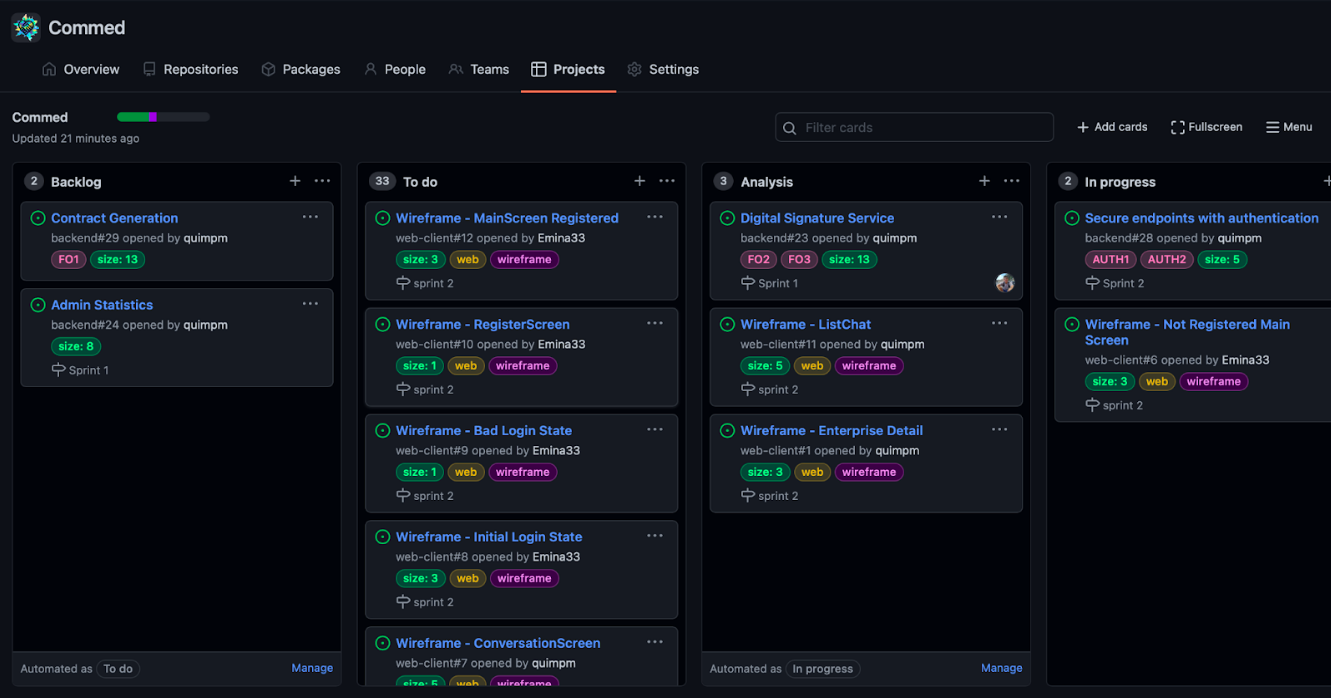 Commed
Overview
Repositories
Packages
People
Teams
Projects
Settings
Commed
Updated 21 minutes ago
Filter cards
Add cards
Fullscreen
Menu
2 Backlog
Contract Generation
backend#29 opened by quimpm
FO1 size: 13
Admin Statistics
backend#24 opened by quimpm
size: 8
Sprint 1
Automated as To do
Manage
33 To do
Wireframe - MainScreen Registered
web-client#12 opened by Emina33
size: 3 web wireframe
sprint 2
Wireframe - RegisterScreen
web-client#10 opened by Emina33
size: 1 web wireframe
sprint 2
Wireframe - Bad Login State
web-client#9 opened by Emina33
size: 1 web wireframe
sprint 2
Wireframe - Initial Login State
web-client#8 opened by Emina33
size: 3 web wireframe
sprint 2
Wireframe - ConversationScreen
web-client#7 opened by quimpm
size: 5 web wireframe
3 Analysis
Digital Signature Service
backend#23 opened by quimpm
FO2 FO3 size: 13
Sprint 1
Wireframe - ListChat
web-client#11 opened by quimpm
size: 5 web wireframe
sprint 2
Wireframe - Enterprise Detail
web-client#1 opened by quimpm
size: 3 web wireframe
sprint 2
Automated as In progress
Manage
2 In progress
Secure endpoints with authentication
backend#28 opened by quimpm
AUTH1 AUTH2 size: 5
Sprint 2
Wireframe - Not Registered Main
Screen
web-client#6 opened by Emina33
size: 3 web wireframe
sprint 2